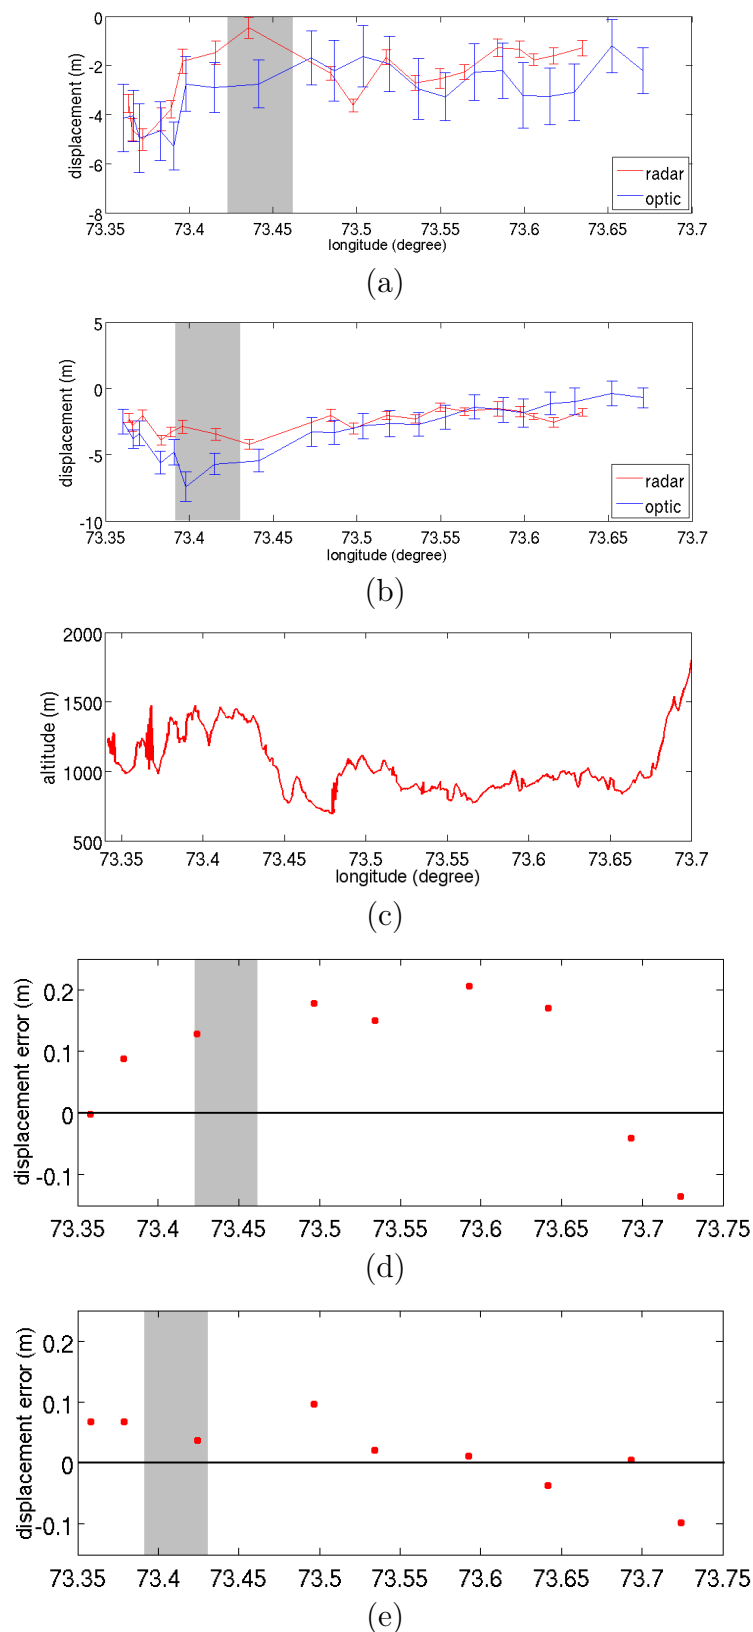 0
-2
-4
-6
-8
displacement (m)
radar
optic
73.35 73.4 73.45 73.5 73.55 73.6 73.65 73.7
longitude (degree)
(a)
5
0
-5
-10
displacement (m)
radar
optic
73.35 73.4 73.45 73.5 73.55 73.6 73.65 73.7
longitude (degree)
(b)
2000
1500
1000
500
altitude (m)
73.35 73.4 73.45 73.5 73.55 73.6 73.65 73.7
longitude (degree)
(c)
0.2
0.1
0
-0.1
displacement error (m)
73.35 73.4 73.45 73.5 73.55 73.6 73.65 73.7 73.75
(d)
0.2
0.1
0
-0.1
displacement error (m)
73.35 73.4 73.45 73.5 73.55 73.6 73.65 73.7 73.75
(e)